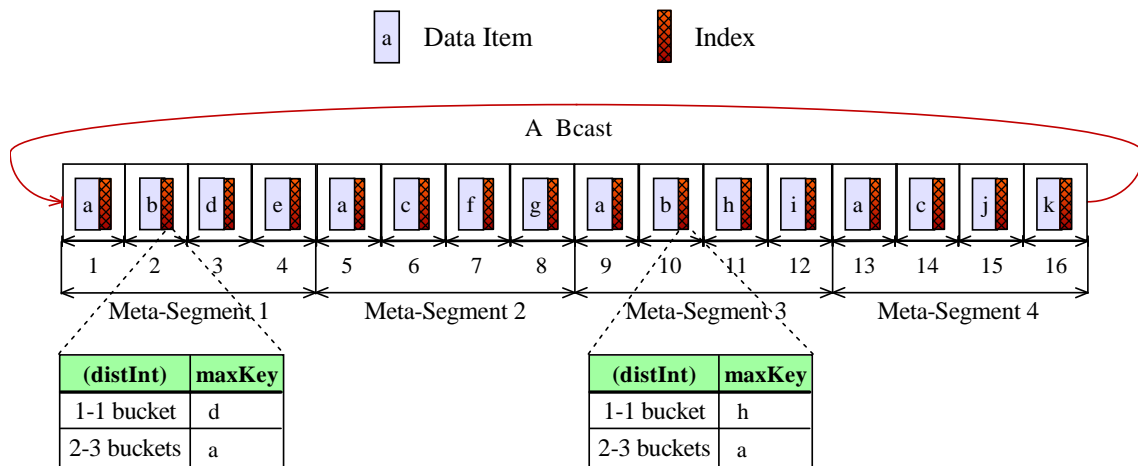 a Data Item Index
A Bcast
a b d e a c f g a b h i a c j k
1 2 3 4 5 6 7 8 9 10 11 12 13 14 15 16
Meta-Segment 1 Meta-Segment 2 Meta-Segment 3 Meta-Segment 4
(distInt) maxKey
1-1 bucket d
2-3 buckets a
(distInt) maxKey
1-1 bucket h
2-3 buckets a